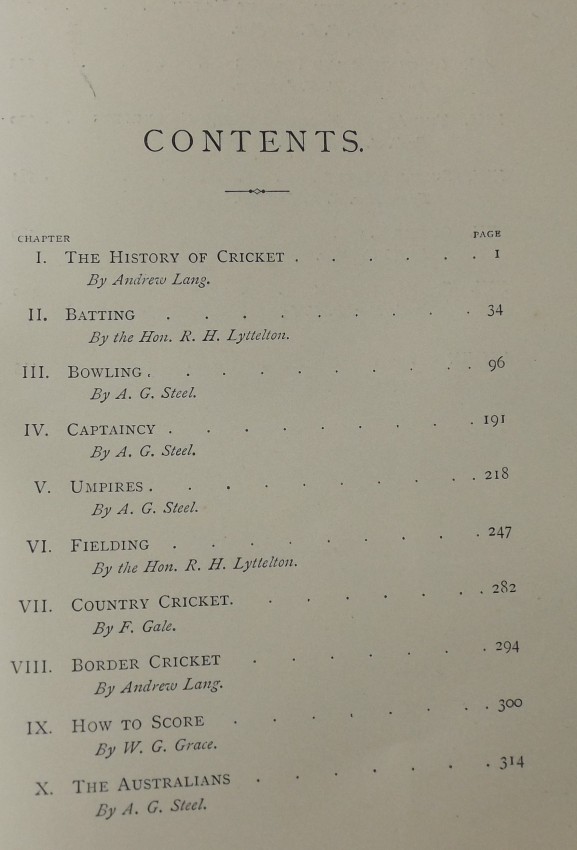 CONTENTS.
CHAPTER PAGE
I. THE HISTORY OF CRICKET . . . . . . . 1
By Andrew Lang.
II. BATTING . . . . . . . . 34
By the Hon. R. H. Lyttelton.
III. BOWLING . . . . . . . . . 96
By A. G. Steel.
IV. CAPTAINCY . . . . . . . . 191
By A. G. Steel.
V. UMPIRES . . . . . . . . . 218
By A. G. Steel.
VI. FIELDING . . . . . . . . 247
By the Hon. R. H. Lyttelton.
VII. COUNTRY CRICKET . . . . . . . 282
By F. Gale.
VIII. BORDER CRICKET . . . . . . 294
By Andrew Lang.
IX. HOW TO SCORE . . . . . . . 300
By W. G. Grace.
X. THE AUSTRALIANS . . . . . . . 314
By A. G. Steel.